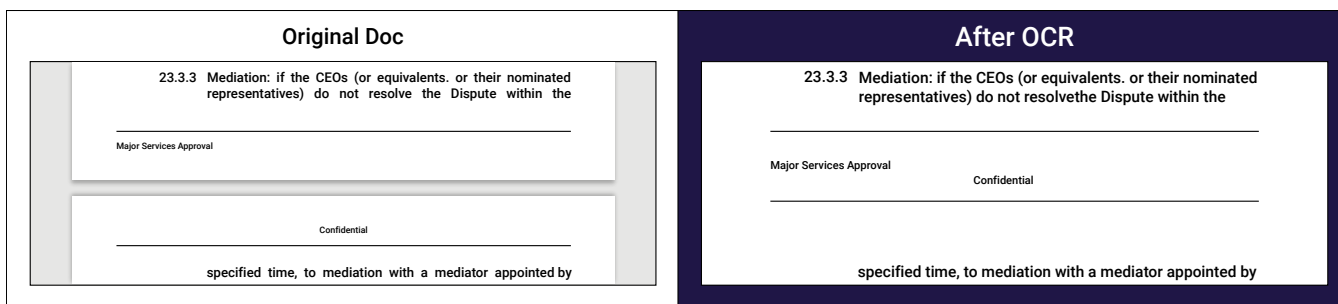 Original Doc
23.3.3 Mediation: if the CEOs (or equivalents. or their nominated
representatives) do not resolve the Dispute within the
Major Services Approval
Confidential
specified time, to mediation with a mediator appointed by
After OCR
23.3.3 Mediation: if the CEOs (or equivalents. or their nominated
representatives) do not resolvethe Dispute within the
Major Services Approval
Confidential
specified time, to mediation with a mediator appointed by